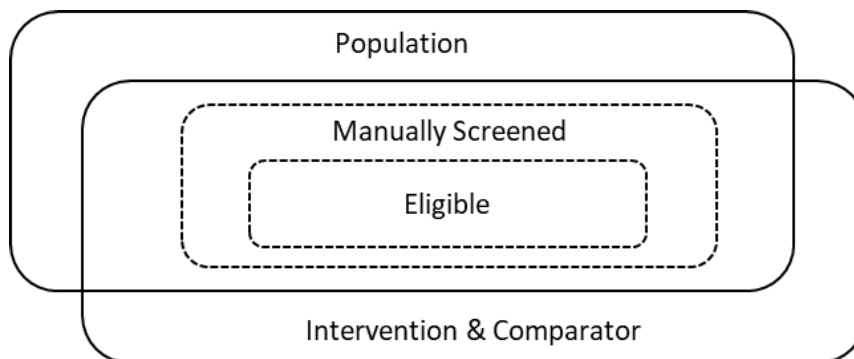 Population
Manually Screened
Eligible
Intervention & Comparator